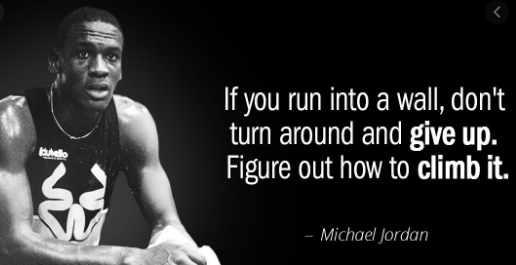 If you run into a wall, don't
turn around and give up.
Figure out how to climb it.
– Michael Jordan